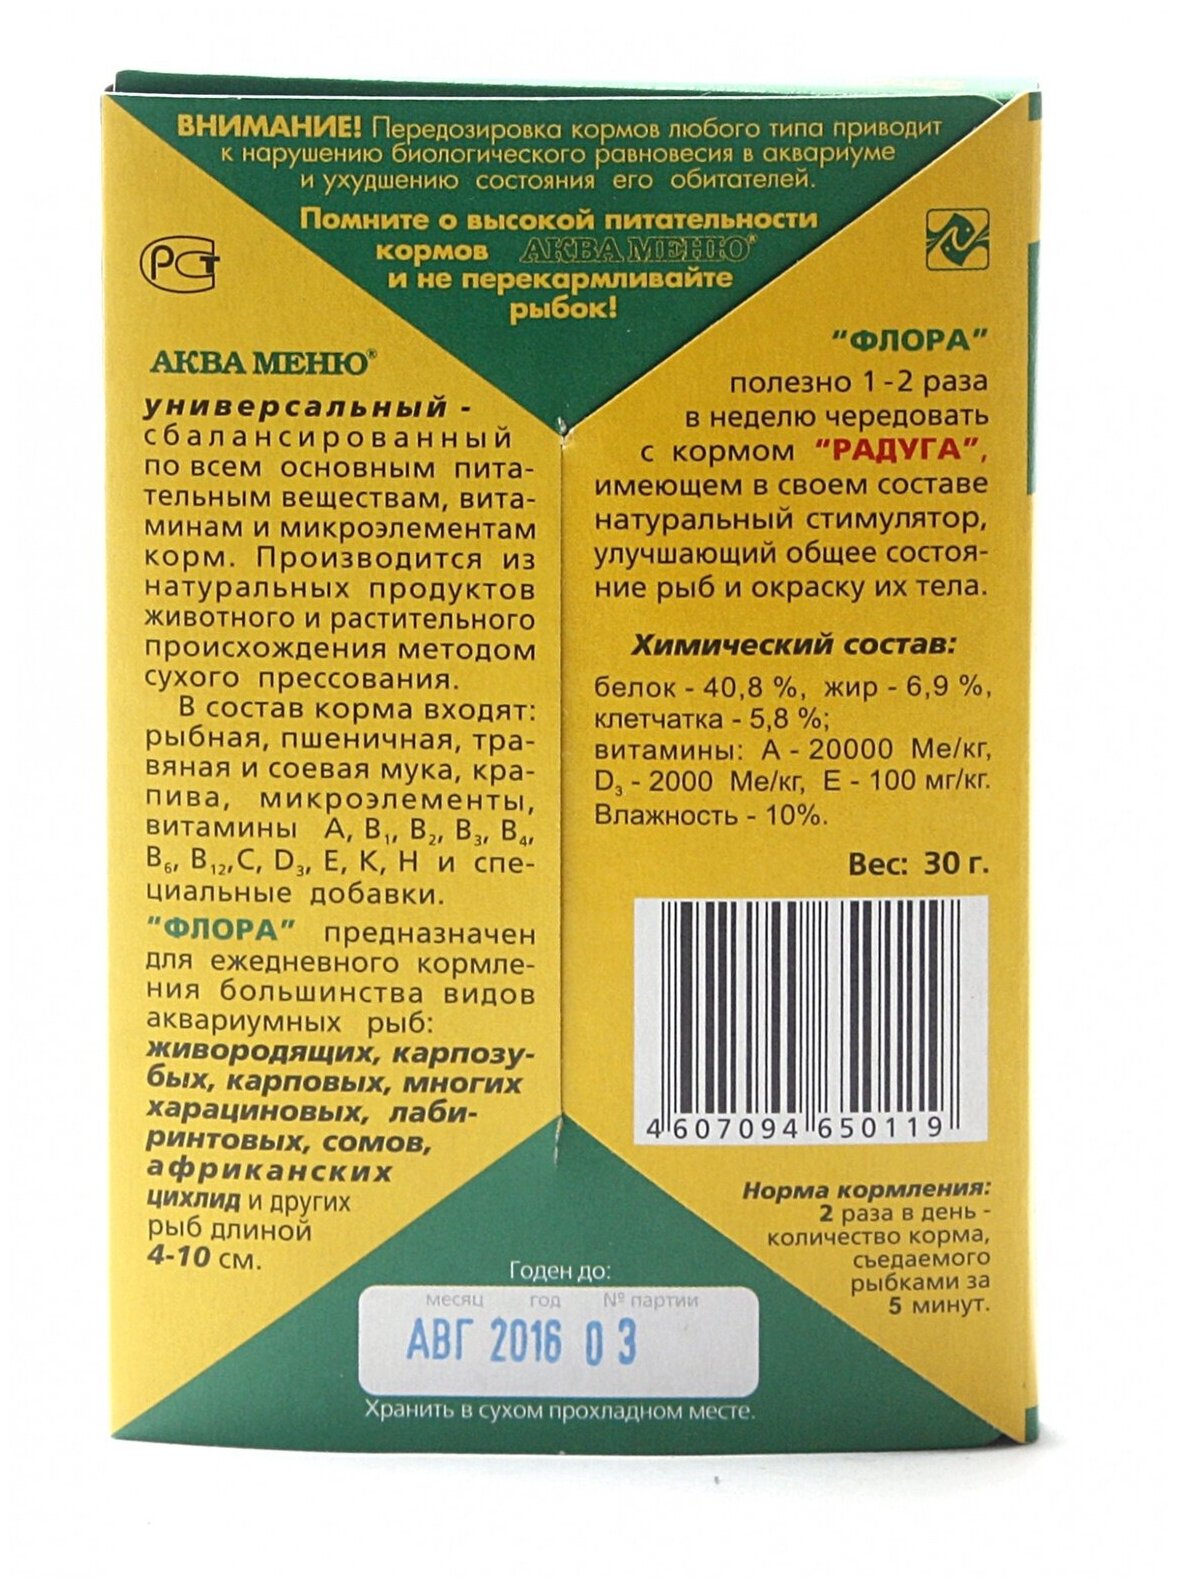 ВНИМАНИЕ! Передозировка кормов любого типа приводит
к нарушению биологического равновесия в аквариуме
и ухудшению состояния его обитателей.
Помните о высокой питательности
кормов АКВА МЕНЮ®
и не перекармливайте
рыбок!
РСТ
АКВА МЕНЮ®
универсальный -
сбалансированный
по всем основным пита-
тельным веществам, вита-
минам и микроэлементам
корм. Производится из
натуральных продуктов
животного и растительного
происхождения методом
сухого прессования.
В состав корма входят:
рыбная, пшеничная, тра-
вяная и соевая мука, кра-
пива, микроэлементы,
витамины А, В₁, В₂, В₃, В₄,
В₆, В₁₂,С, D₃, Е, К, Н и спе-
циальные добавки.
"ФЛОРА" предназначен
для ежедневного кормле-
ния большинства видов
аквариумных рыб:
живородящих, карпозу-
бых, карповых, многих
харациновых, лаби-
ринтовых, сомов,
африканских
цихлид и других
рыб длиной
4-10 см.
"ФЛОРА"
полезно 1-2 раза
в неделю чередовать
с кормом "РАДУГА",
имеющем в своем составе
натуральный стимулятор,
улучшающий общее состоя-
ние рыб и окраску их тела.
Химический состав:
белок - 40,8 %, жир - 6,9 %,
клетчатка - 5,8 %;
витамины: А - 20000 Ме/кг,
D₃ - 2000 Ме/кг, Е - 100 мг/кг.
Влажность - 10%.
Вес: 30 г.
4 607094 650119
Норма кормления:
2 раза в день -
количество корма,
съедаемого
рыбками за
5 минут.
Годен до:
месяц год № партии
АВГ 2016 03
Хранить в сухом прохладном месте.